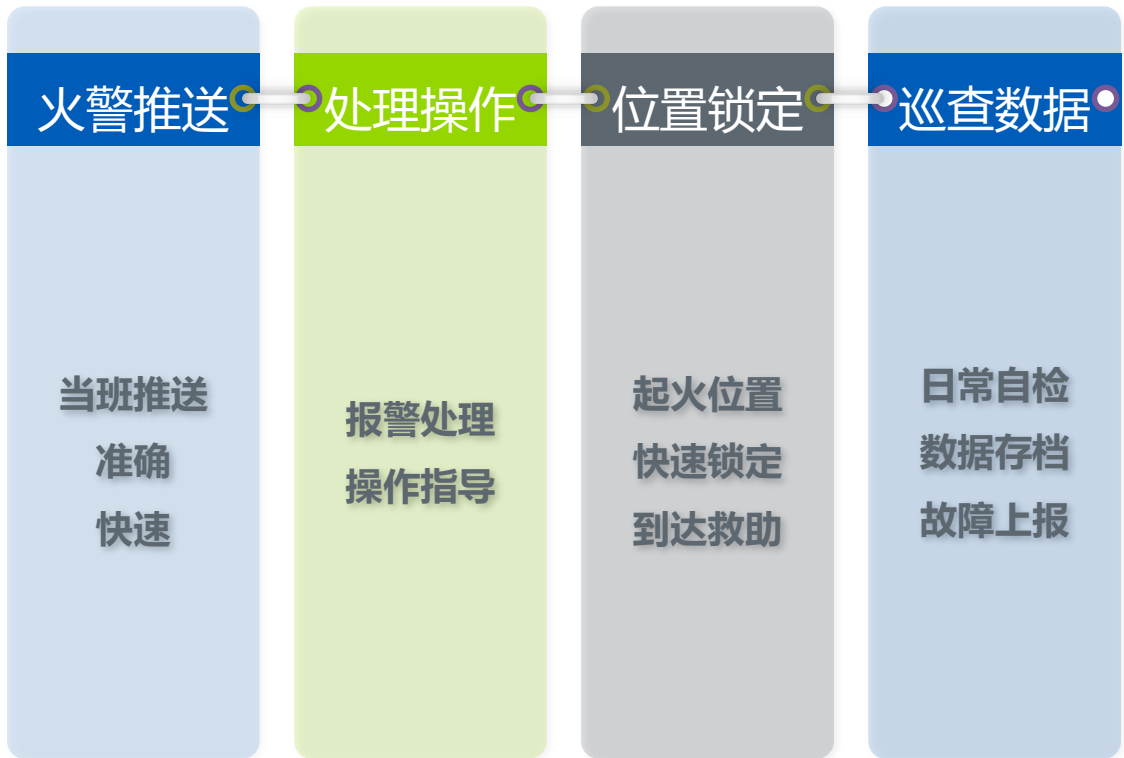 火警推送
当班推送
准确
快速
处理操作
报警处理
操作指导
位置锁定
起火位置
快速锁定
到达救助
巡查数据
日常自检
数据存档
故障上报